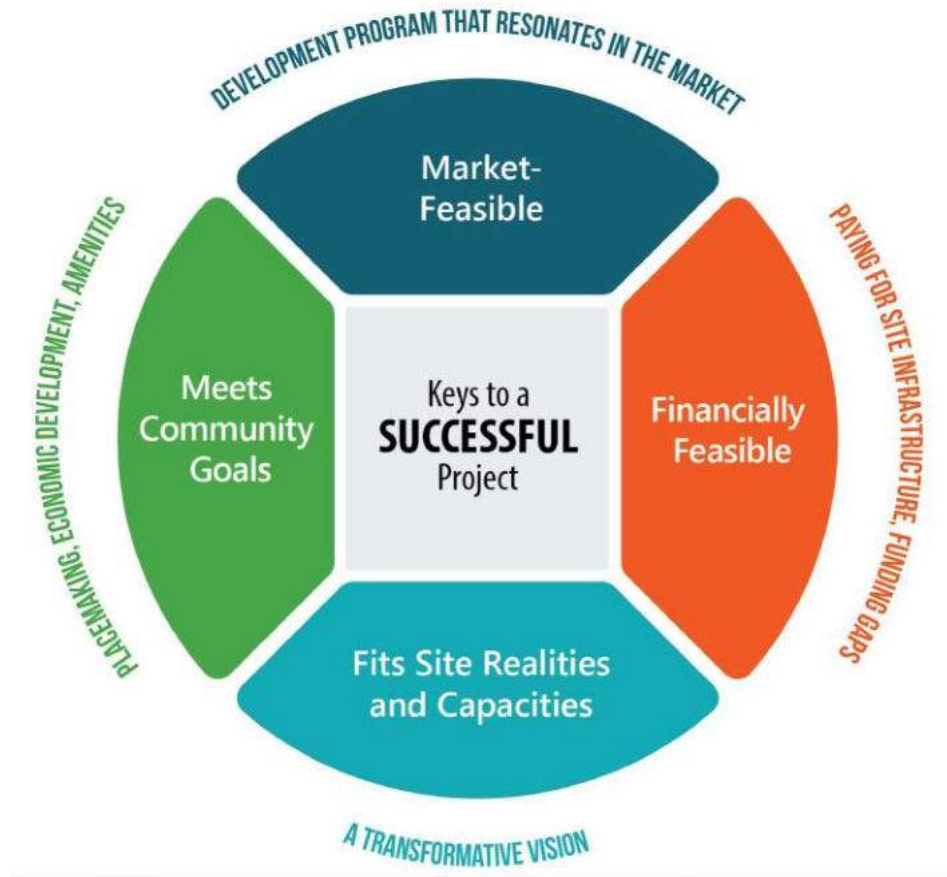 DEVELOPMENT PROGRAM THAT RESONATES IN THE MARKET
Market-
Feasible
PLACEMAKING, ECONOMIC DEVELOPMENT, AMENITIES
Meets
Community
Goals
Keys to a
SUCCESSFUL
Project
Financially
Feasible
PAYING FOR SITE INFRASTRUCTURE, FUNDING GAPS
Fits Site Realities
and Capacities
A TRANSFORMATIVE VISION